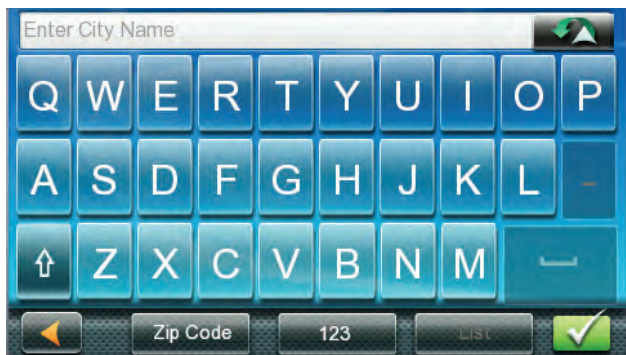 Enter City Name
Q W E R T Y U I O P
A S D F G H J K L -
Z X C V B N M
Zip Code 123 List